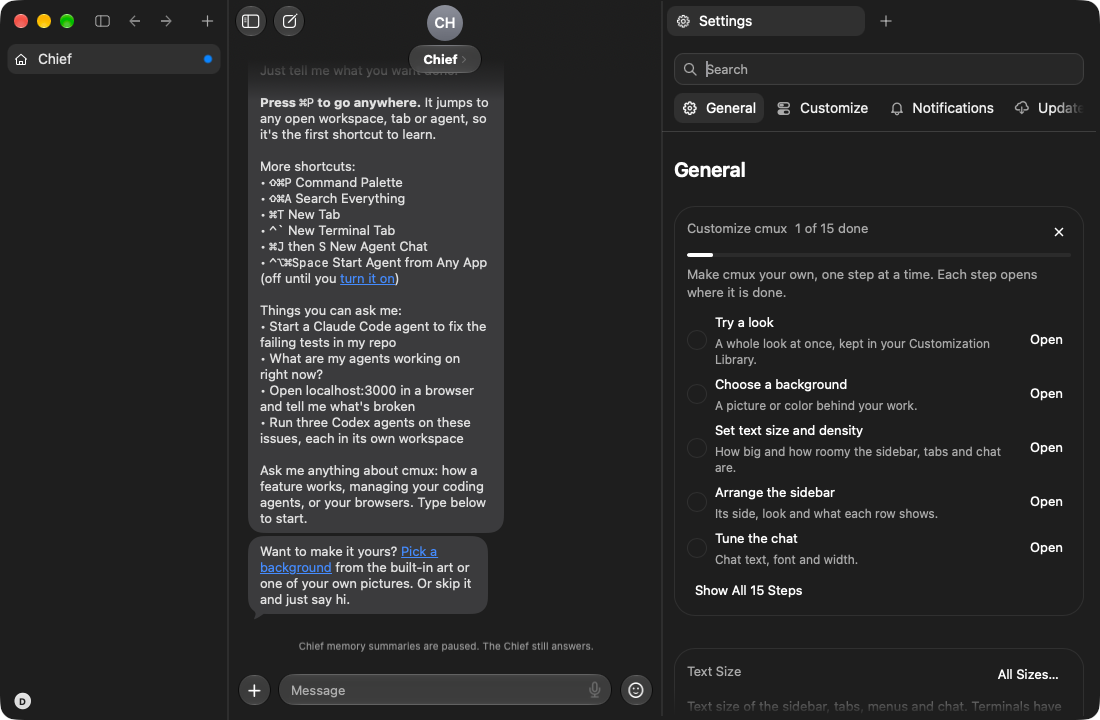 Chief
D
CH
Chief
Just tell me what you want done.
Press ⌘P to go anywhere. It jumps to
any open workspace, tab or agent, so
it's the first shortcut to learn.
More shortcuts:
• ⇧⌘P Command Palette
• ⇧⌘A Search Everything
• ⌘T New Tab
• ^` New Terminal Tab
• ⌘J then S New Agent Chat
• ^⌥⌘Space Start Agent from Any App
(off until you turn it on)
Things you can ask me:
• Start a Claude Code agent to fix the
failing tests in my repo
• What are my agents working on
right now?
• Open localhost:3000 in a browser
and tell me what's broken
• Run three Codex agents on these
issues, each in its own workspace
Ask me anything about cmux: how a
feature works, managing your coding
agents, or your browsers. Type below
to start.
Want to make it yours? Pick a
background from the built-in art or
one of your own pictures. Or skip it
and just say hi.
Chief memory summaries are paused. The Chief still answers.
Message
Settings
Search
General Customize Notifications Update
General
Customize cmux 1 of 15 done
Make cmux your own, one step at a time. Each step opens
where it is done.
Try a look
A whole look at once, kept in your Customization
Library.
Open
Choose a background
A picture or color behind your work.
Open
Set text size and density
How big and how roomy the sidebar, tabs and chat
are.
Open
Arrange the sidebar
Its side, look and what each row shows.
Open
Tune the chat
Chat text, font and width.
Open
Show All 15 Steps
Text Size
All Sizes...
Text size of the sidebar, tabs, menus and chat. Terminals have